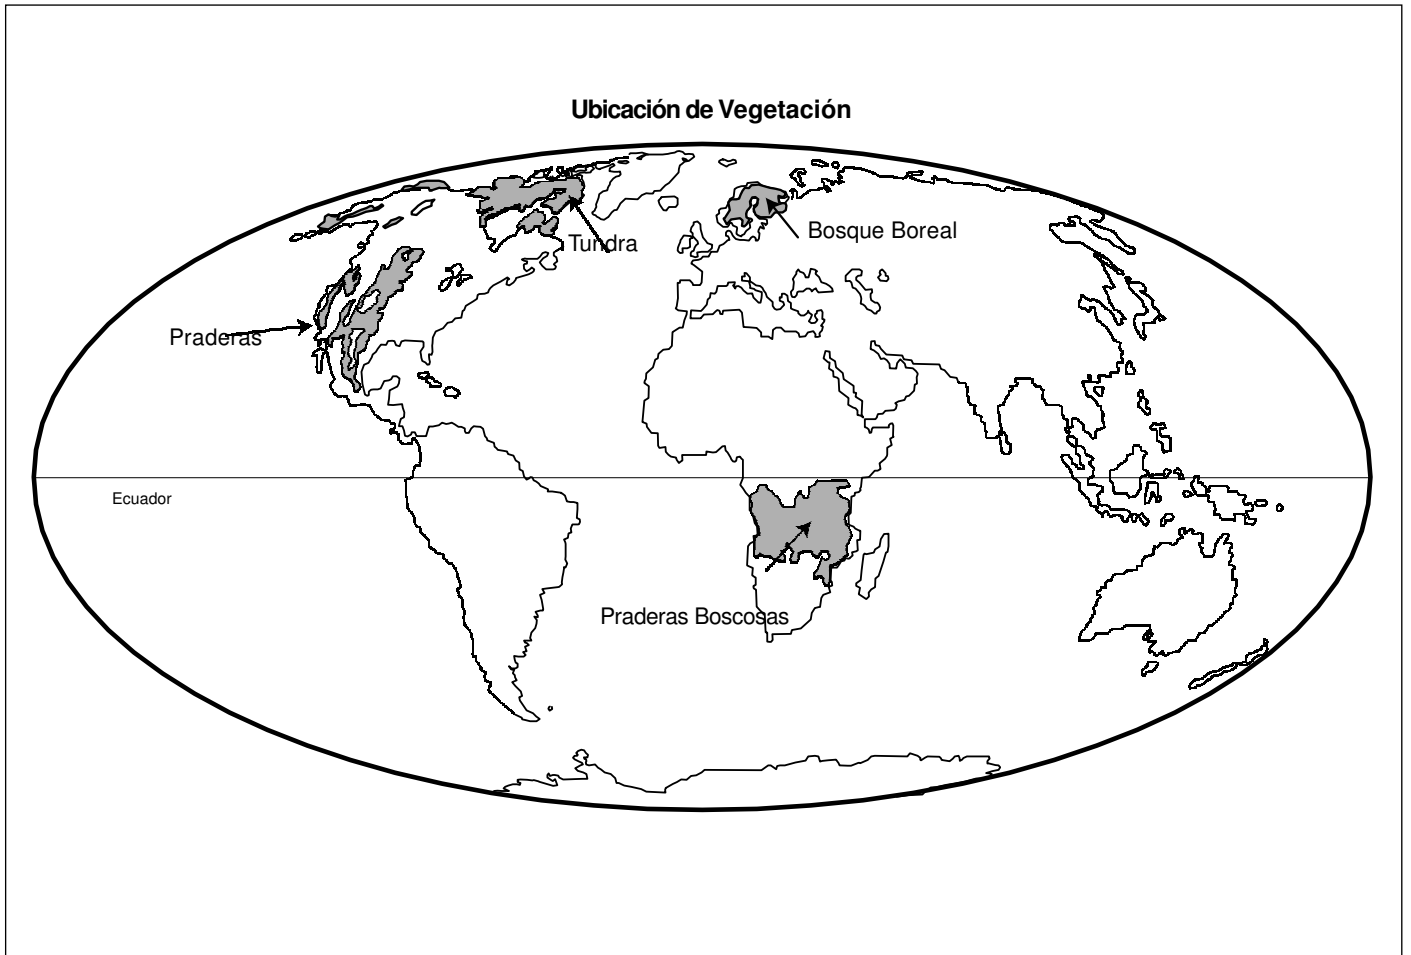 Ubicación de Vegetación
Bosque Boreal
Tundra
Praderas
Ecuador
Praderas Boscosas